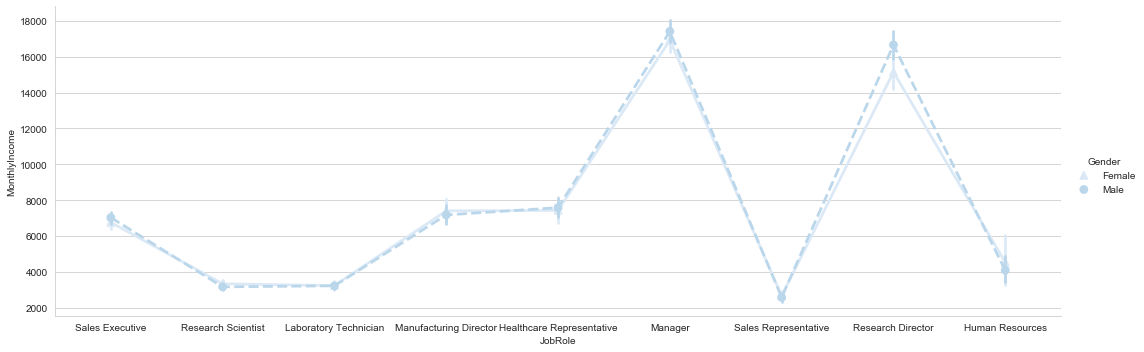 18000
16000
14000
12000
10000
8000
6000
4000
2000
MonthlyIncome
Sales Executive
Research Scientist
Laboratory Technician
Manufacturing Director
Healthcare Representative
Manager
Sales Representative
Research Director
Human Resources
JobRole
Gender
Female
Male